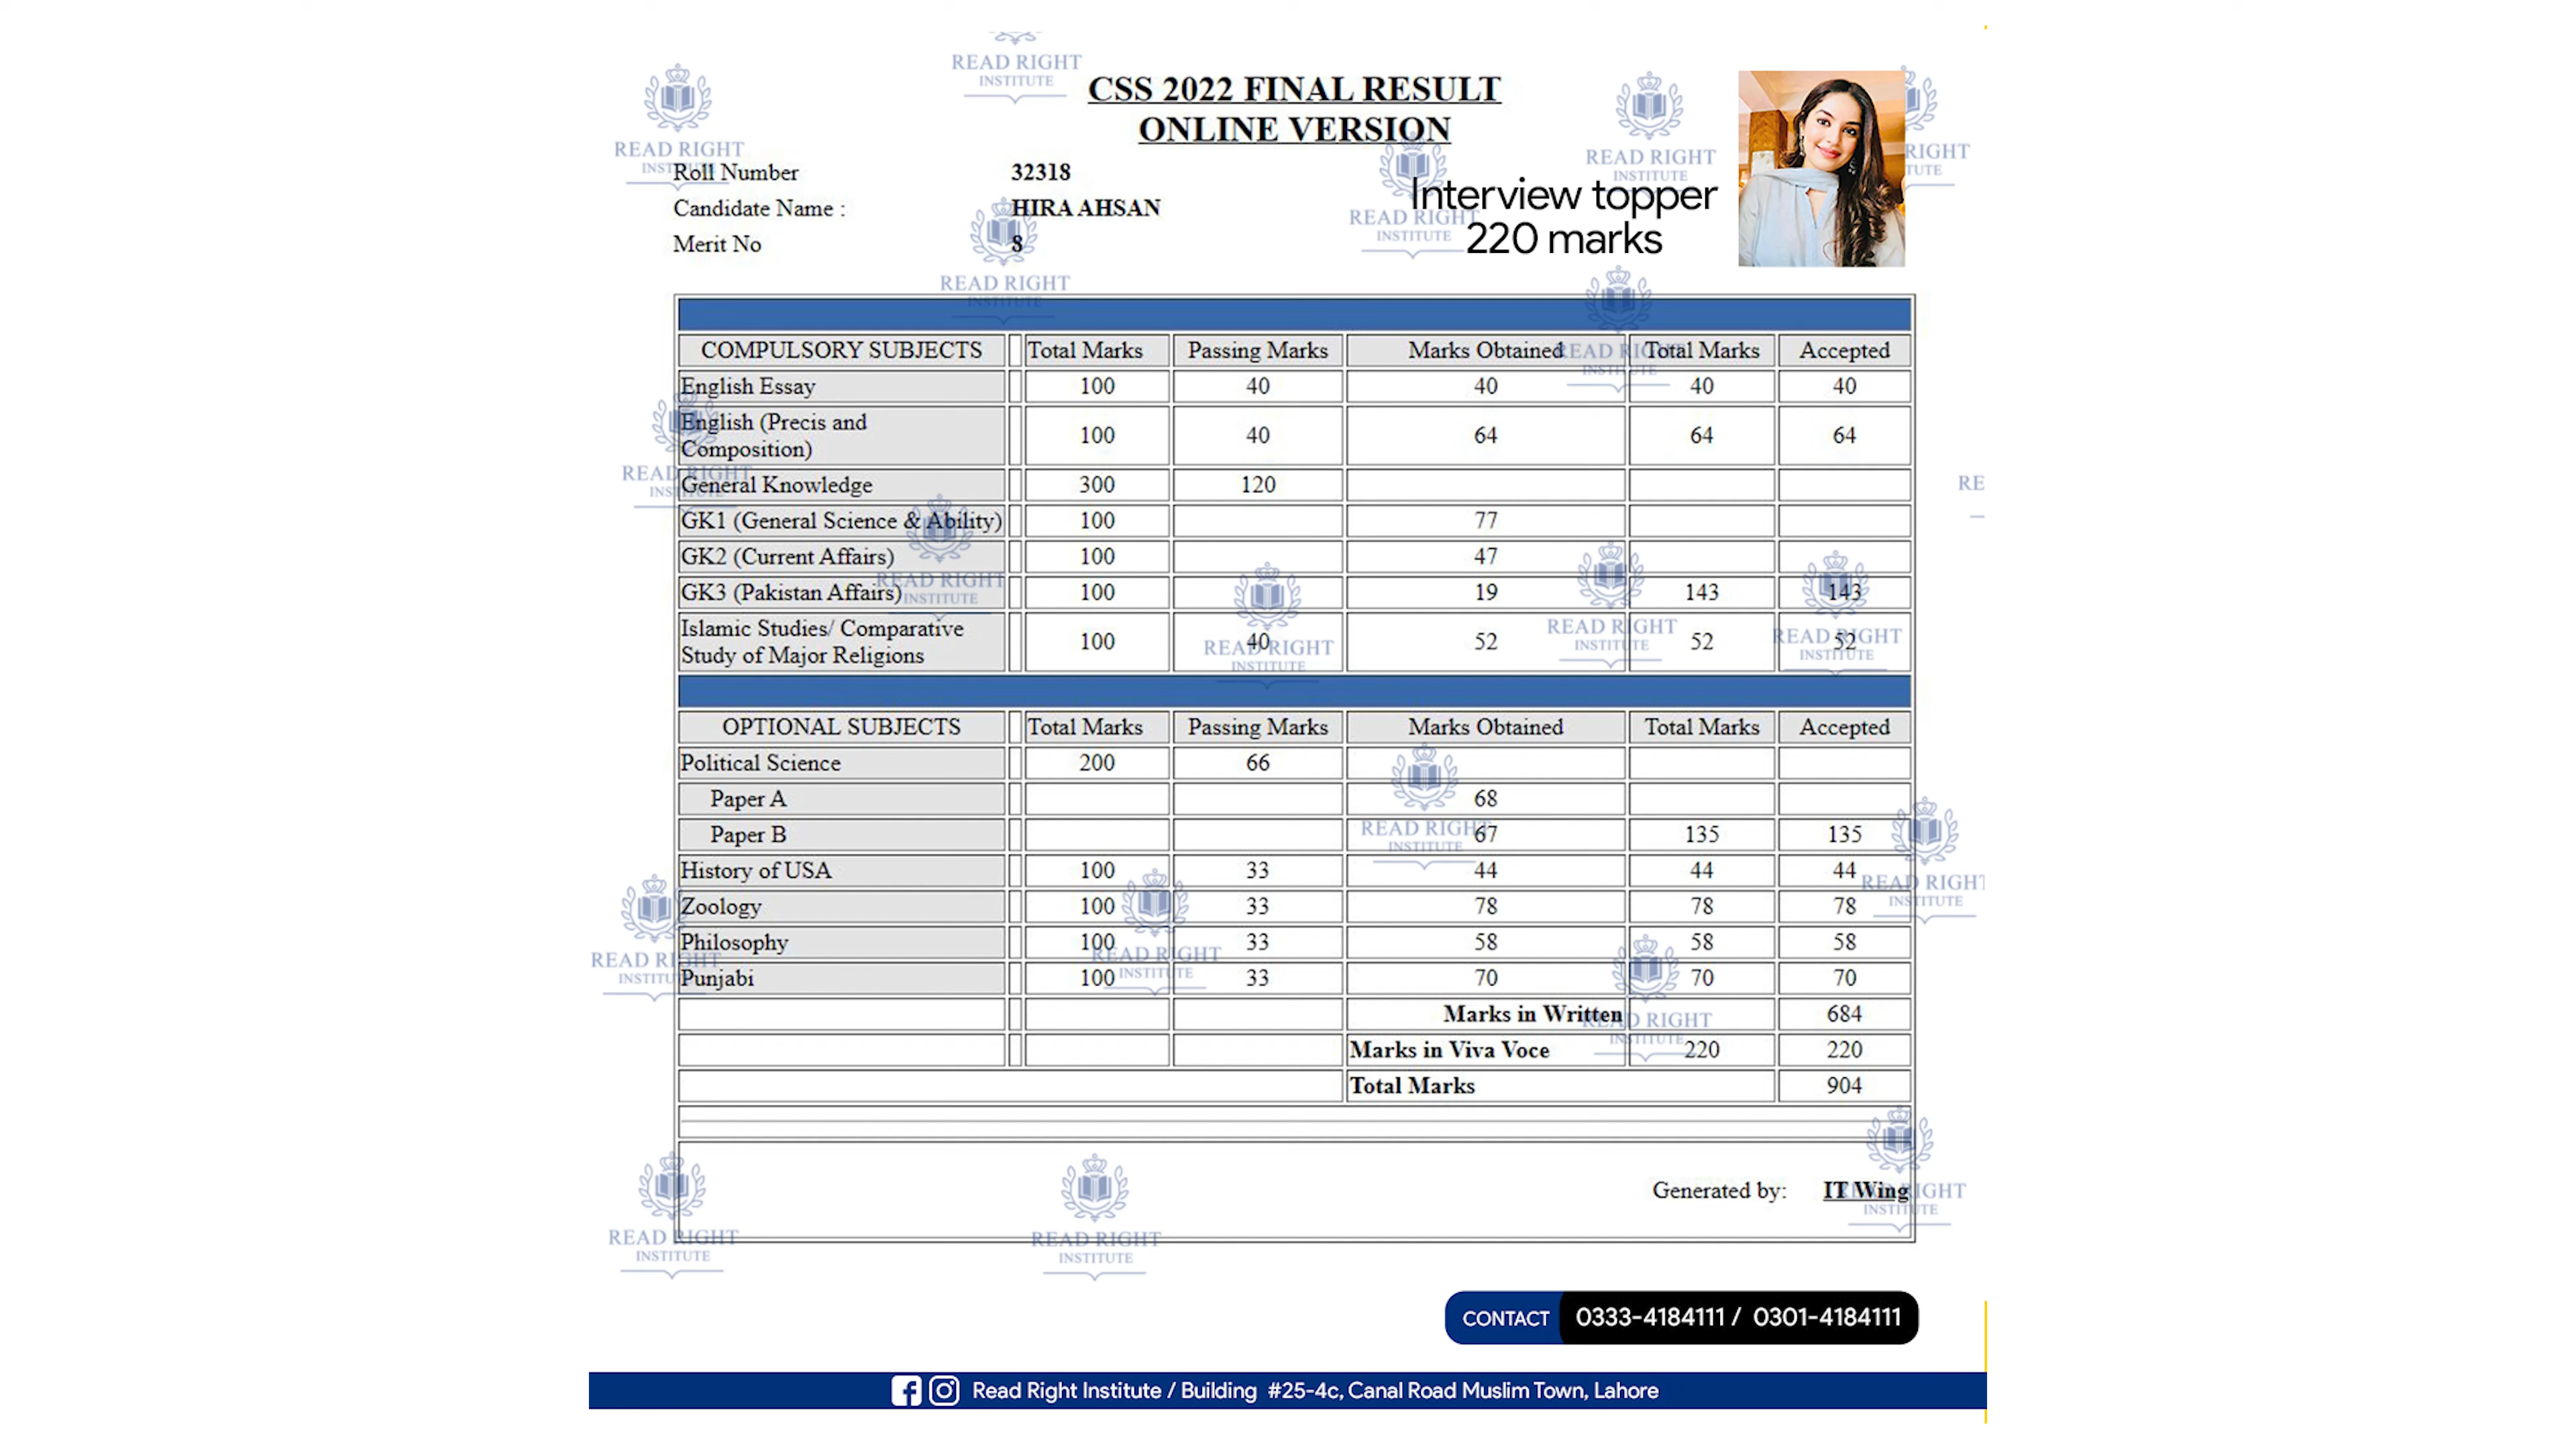 READ RIGHT
INSTITUTE
CSS 2022 FINAL RESULT
ONLINE VERSION
Roll Number 32318
Candidate Name : HIRA AHSAN
Merit No 8
Interview topper
220 marks
COMPULSORY SUBJECTS Total Marks Passing Marks Marks Obtained Total Marks Accepted
English Essay 100 40 40 40 40
English (Precis and
Composition) 100 40 64 64 64
General Knowledge 300 120
GK1 (General Science & Ability) 100 77
GK2 (Current Affairs) 100 47
GK3 (Pakistan Affairs) 100 19 143 143
Islamic Studies/ Comparative
Study of Major Religions 100 40 52 52 52
OPTIONAL SUBJECTS Total Marks Passing Marks Marks Obtained Total Marks Accepted
Political Science 200 66
Paper A 68
Paper B 67 135 135
History of USA 100 33 44 44 44
Zoology 100 33 78 78 78
Philosophy 100 33 58 58 58
Punjabi 100 33 70 70 70
Marks in Written 684
Marks in Viva Voce 220 220
Total Marks 904
Generated by: IT Wing
CONTACT 0333-4184111 / 0301-4184111
Read Right Institute / Building #25-4c, Canal Road Muslim Town, Lahore